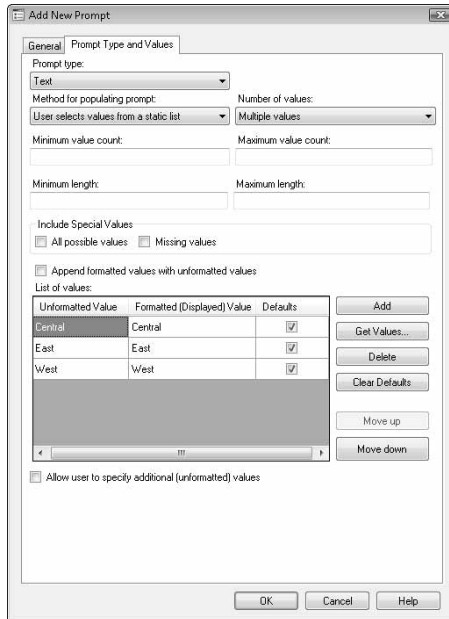 Add New Prompt
General Prompt Type and Values
Prompt type:
Text
Method for populating prompt: Number of values:
User selects values from a static list Multiple values
Minimum value count: Maximum value count:
Minimum length: Maximum length:
Include Special Values
All possible values Missing values
Append formatted values with unformatted values
List of values:
Unformatted Value Formatted (Displayed) Value Defaults Add
Central Central Get Values...
East East Delete
West West Clear Defaults
Move up
Move down
Allow user to specify additional (unformatted) values
OK Cancel Help